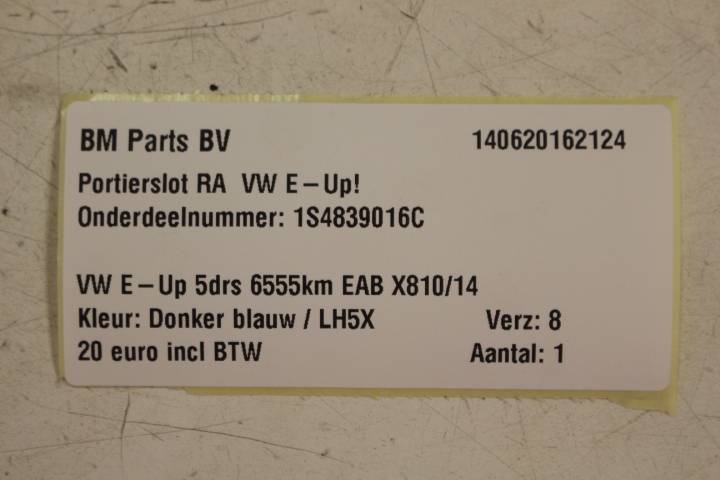 BM Parts BV 140620162124
Portierslot RA VW E-Up!
Onderdeelnummer: 1S4839016C
VW E-Up 5drs 6555km EAB X810/14
Kleur: Donker blauw / LH5X Verz: 8
20 euro incl BTW Aantal: 1